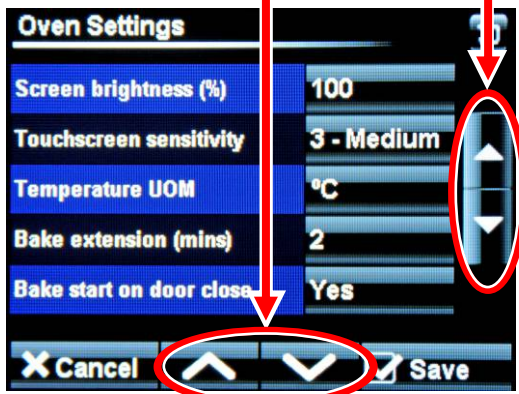 Oven Settings
Screen brightness (%) 100
Touchscreen sensitivity 3 - Medium
Temperature UOM ºC
Bake extension (mins) 2
Bake start on door close Yes
Cancel Save